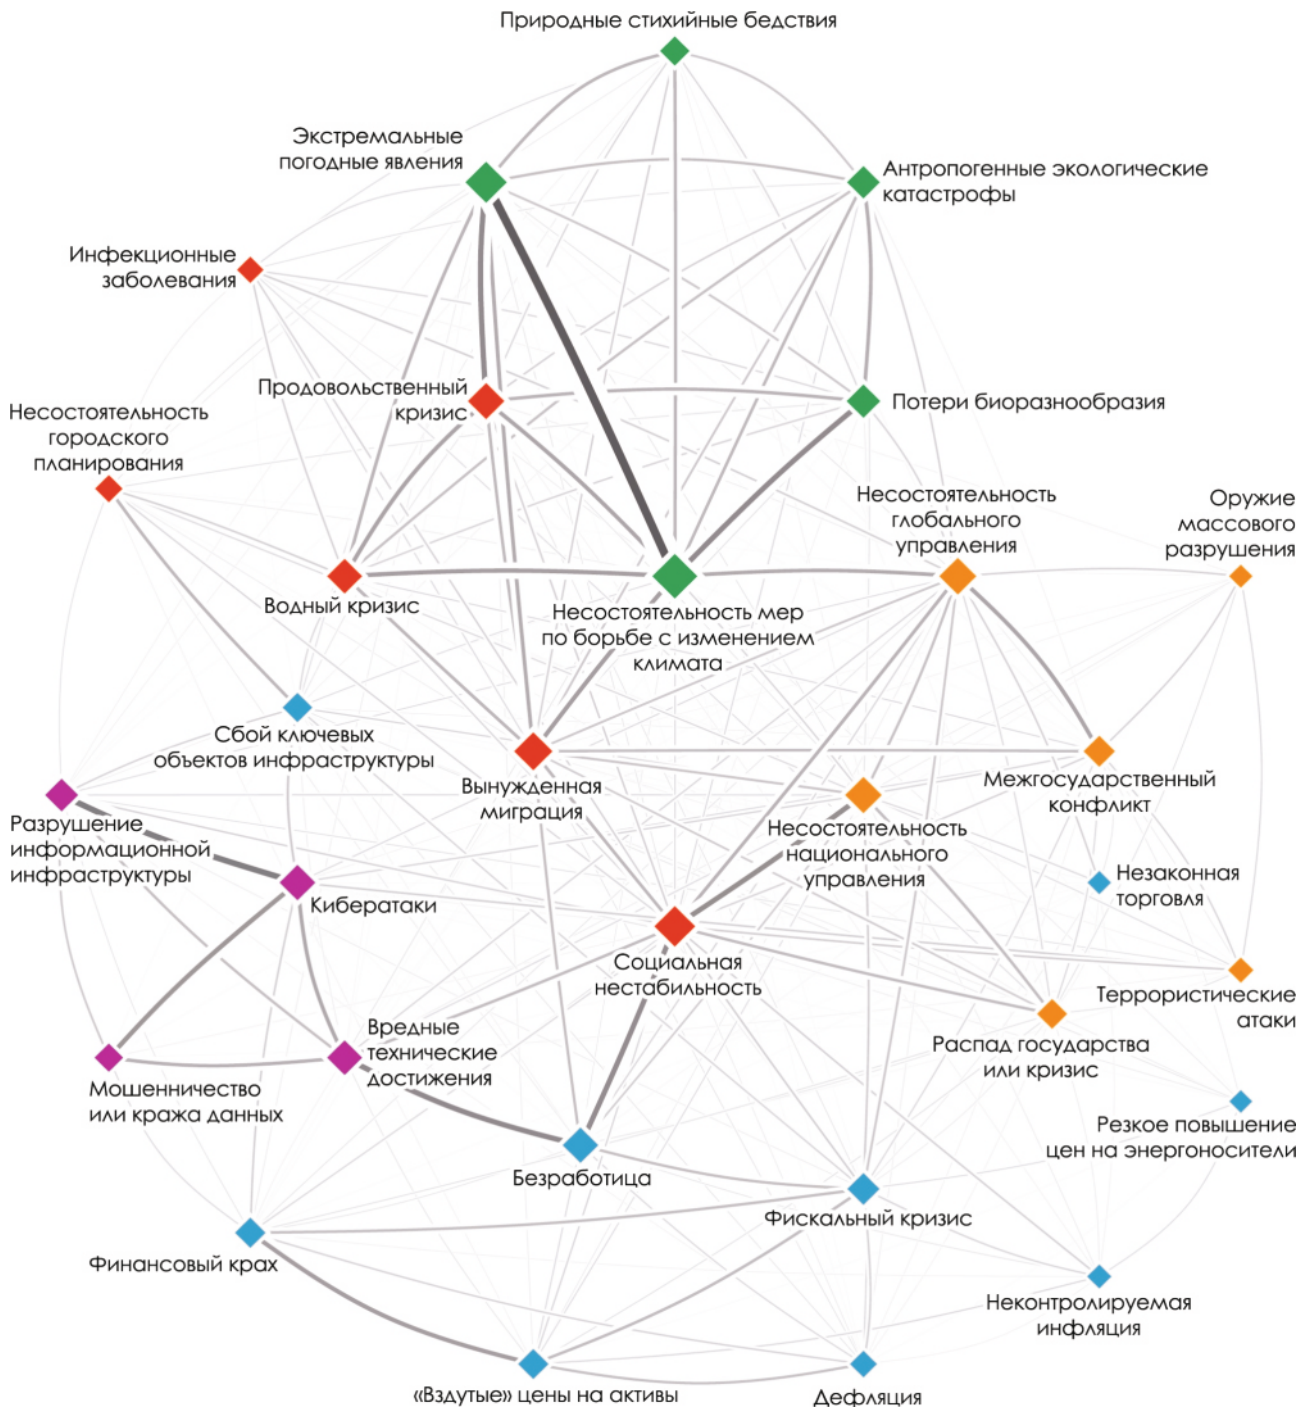 Природные стихийные бедствия
Экстремальные
погодные явления
Антропогенные экологические
катастрофы
Инфекционные
заболевания
Продовольственный
кризис
Потери биоразнообразия
Несостоятельность
городского
планирования
Несостоятельность
глобального
управления
Оружие
массового
разрушения
Водный кризис
Несостоятельность мер
по борьбе с изменением
климата
Сбой ключевых
объектов инфраструктуры
Вынужденная
миграция
Межгосударственный
конфликт
Разрушение
информационной
инфраструктуры
Несостоятельность
национального
управления
Незаконная
торговля
Кибератаки
Социальная
нестабильность
Террористические
атаки
Распад государства
или кризис
Вредные
технические
достижения
Мошенничество
или кража данных
Резкое повышение
цен на энергоносители
Безработица
Фискальный кризис
Финансовый крах
Неконтролируемая
инфляция
«Вздутые» цены на активы
Дефляция